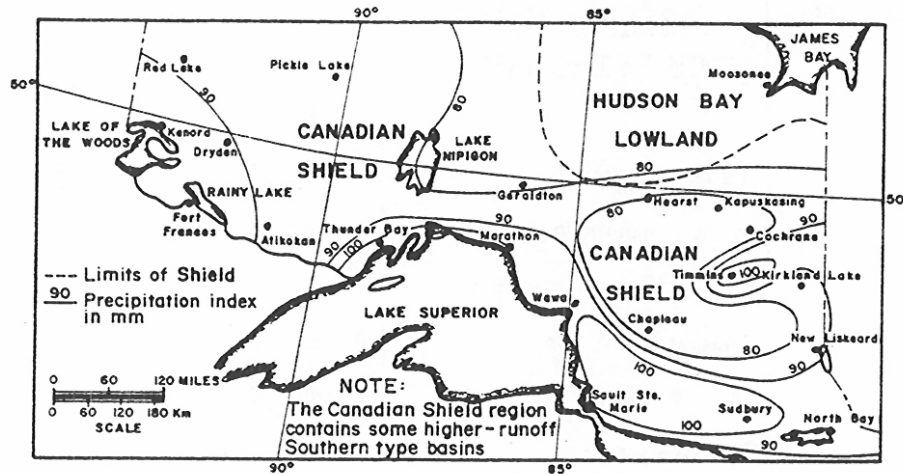 90°
85°
JAMES
BAY
Red Lake
Pickle Lake
Moosonee
90
80
50°
HUDSON BAY
LOWLAND
LAKE OF
THE WOODS
Kenord
Dryden
CANADIAN
SHIELD
LAKE
NIPIGON
80
RAINY LAKE
Geraldton
Hearst
Kapuskasing
50
80
90
Fort
Frances
Atikokan
90
100
Thunder Bay
90
Marathon
Cochrane
CANADIAN
SHIELD
Timmins
100
Kirkland Lake
--- Limits of Shield
90 Precipitation index
in mm
LAKE SUPERIOR
Wawa
Chapleau
New Liskeard
80
90
100
0 60 120 MILES
0 60 120 180 Km
SCALE
NOTE:
The Canadian Shield region
contains some higher-runoff
Southern type basins
Sault Ste.
Marie
Sudbury
100
North Bay
90
90°
85°